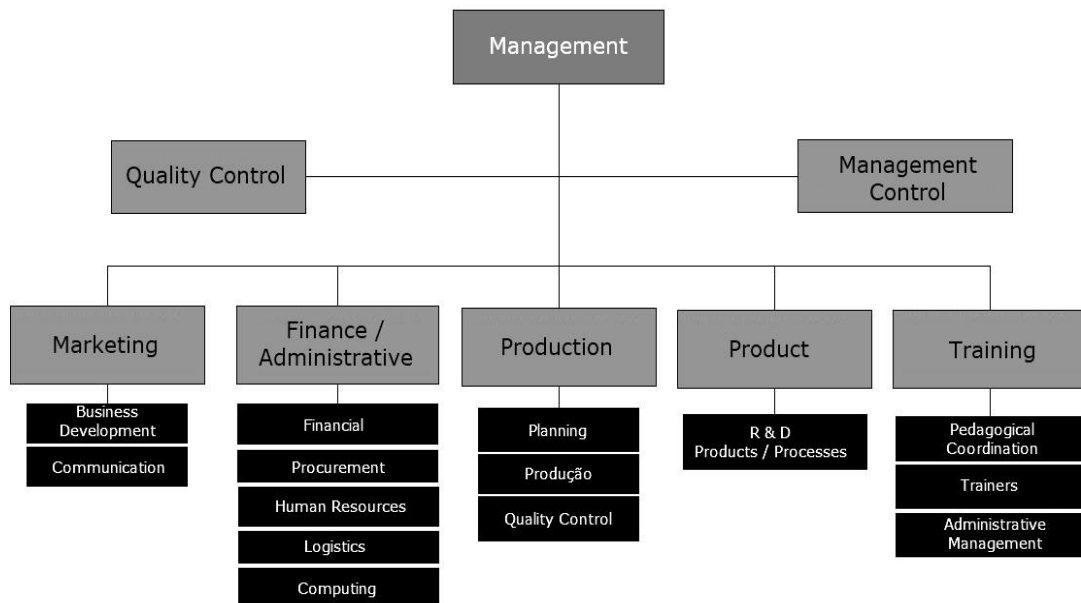 Management
Quality Control
Management
Control
Marketing
Finance /
Administrative
Production
Product
Training
Business
Development
Communication
Financial
Procurement
Human Resources
Logistics
Computing
Planning
Produção
Quality Control
R & D
Products / Processes
Pedagogical
Coordination
Trainers
Administrative
Management